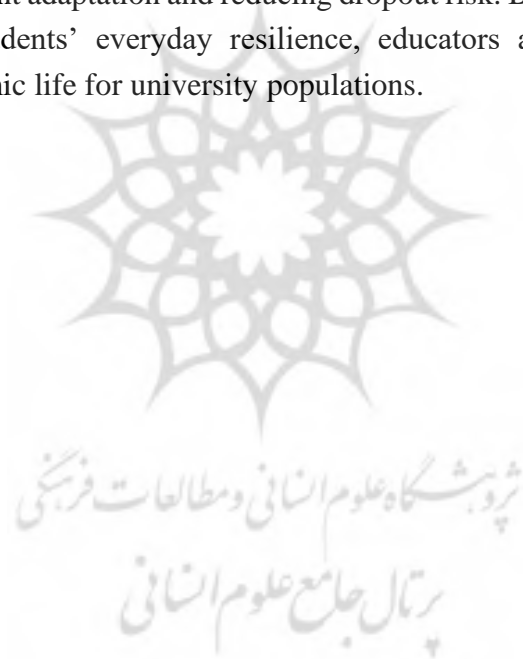 nt adaptation and reducing dropout risk. B
dents’ everyday resilience, educators a
nic life for university populations.
پژوهشگاه علوم انسانی و مطالعات فرهنگی
پرتال جامع علوم انسانی